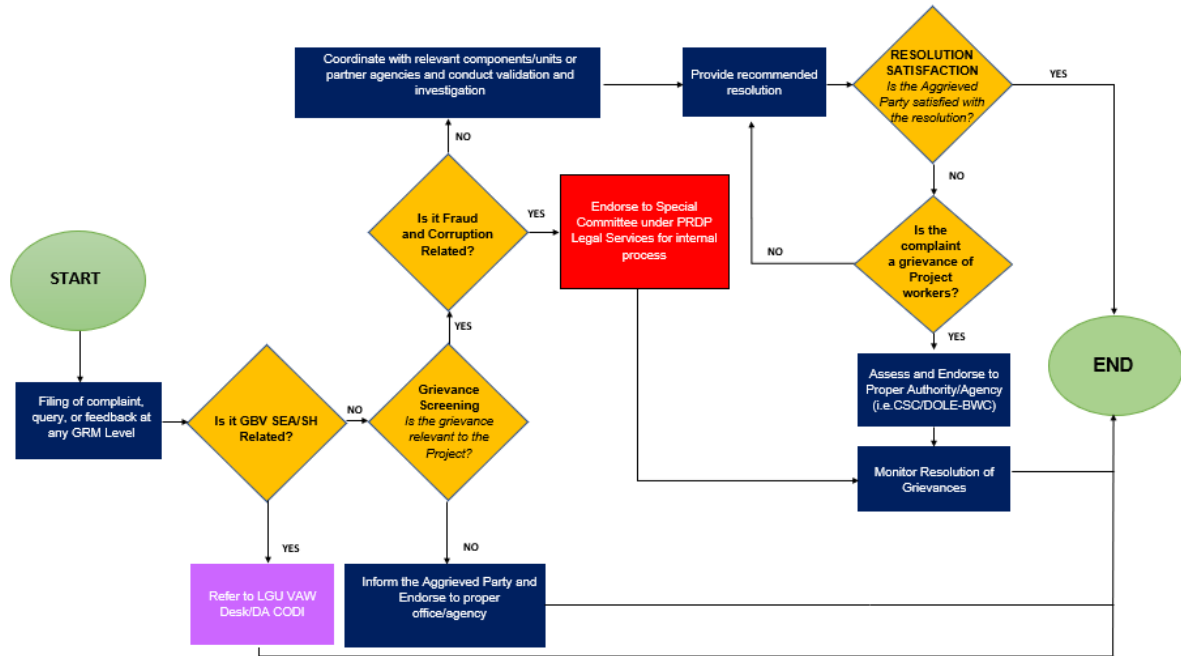 START
Filing of complaint,
query, or feedback at
any GRM Level
Is it GBV SEA/SH
Related?
YES
Refer to LGU VAW
Desk/DA CODI
NO
Grievance
Screening
Is the grievance
relevant to the
Project?
NO
Inform the Aggrieved Party and
Endorse to proper
office/agency
YES
Is it Fraud
and Corruption
Related?
YES
Endorse to Special
Committee under PRDP
Legal Services for internal
process
NO
Coordinate with relevant components/units or
partner agencies and conduct validation and
investigation
Provide recommended
resolution
RESOLUTION
SATISFACTION
Is the Aggrieved
Party satisfied with
the resolution?
YES
NO
Is the
complaint
a grievance of
Project
workers?
NO
YES
Assess and Endorse to
Proper Authority/Agency
(i.e.CSC/DOLE-BWC)
Monitor Resolution of
Grievances
END